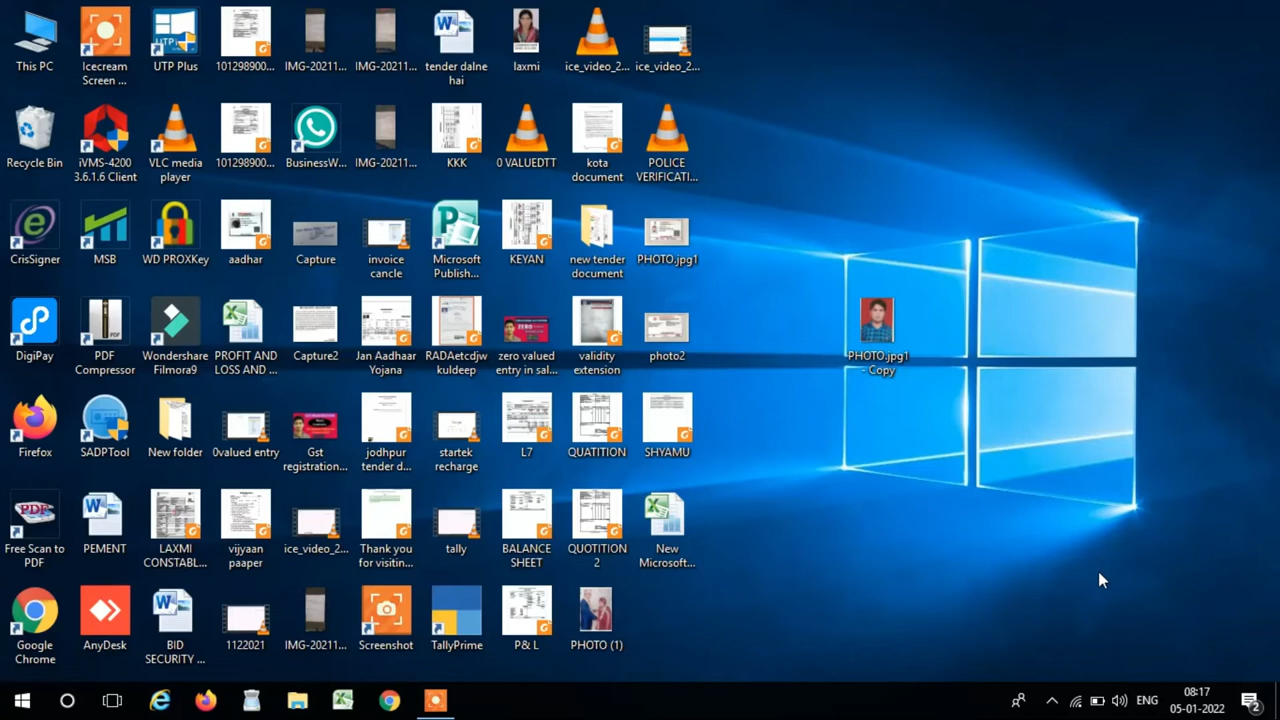 This PC
Icecream
Screen ...
UTP Plus
101298900...
IMG-20211...
IMG-20211...
tender dalne
hai
laxmi
ice_video_2...
ice_video_2...
Recycle Bin
iVMS-4200
3.6.1.6 Client
VLC media
player
101298900...
BusinessW...
IMG-20211...
KKK
0 VALUEDTT
kota
document
POLICE
VERIFICATI...
CrisSigner
MSB
WD PROXKey
aadhar
Capture
invoice
cancle
Microsoft
Publish...
KEYAN
new tender
document
PHOTO.jpg1
DigiPay
PDF
Compressor
Wondershare
Filmora9
PROFIT AND
LOSS AND ...
Capture2
Jan Aadhaar
Yojana
RADAetcdjw
kuldeep
zero valued
entry in sal...
validity
extension
photo2
PHOTO.jpg1
- Copy
Firefox
SADPTool
New folder
0valued entry
Gst
registration...
jodhpur
tender d...
startek
recharge
L7
QUATITION
SHYAMU
Free Scan to
PDF
PEMENT
LAXMI
CONSTABL...
vijyaan
paaper
ice_video_2...
Thank you
for visitin...
tally
BALANCE
SHEET
QUOTITION
2
New
Microsoft...
Google
Chrome
AnyDesk
BID
SECURITY ...
1122021
IMG-20211...
Screenshot
TallyPrime
P& L
PHOTO (1)
ENG
08:17
05-01-2022
2